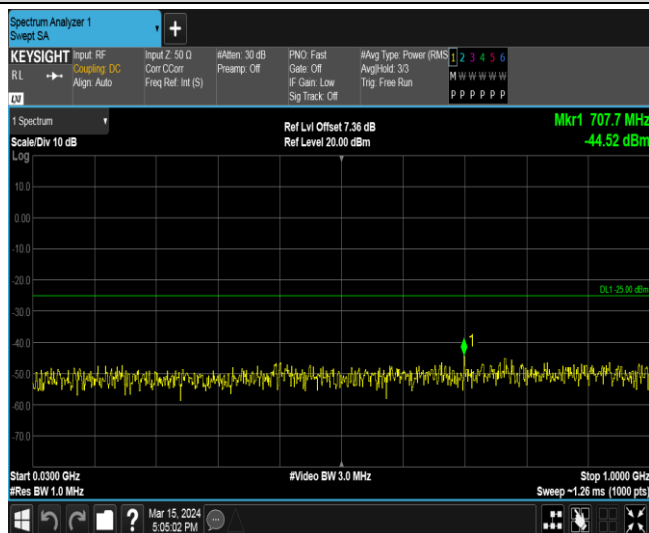 Spectrum Analyzer 1
Swept SA
+
KEYSIGHT
RL
LXI
Input: RF
Coupling: DC
Align: Auto
Input Z: 50 Ω
Corr CCorr
Freq Ref: Int (S)
#Atten: 30 dB
Preamp: Off
PNO: Fast
Gate: Off
IF Gain: Low
Sig Track: Off
#Avg Type: Power (RMS
Avg|Hold: 3/3
Trig: Free Run
1 2 3 4 5 6
M W W W W W
P P P P P P
1 Spectrum
Scale/Div 10 dB
Log
Ref Lvl Offset 7.36 dB
Ref Level 20.00 dBm
Mkr1 707.7 MHz
-44.52 dBm
10.0
0.00
-10.0
-20.0
DL1 -25.00 dBm
-30.0
-40.0
1
-50.0
-60.0
-70.0
Start 0.0300 GHz
#Res BW 1.0 MHz
#Video BW 3.0 MHz
Stop 1.0000 GHz
Sweep ~1.26 ms (1000 pts)
?
Mar 15, 2024
5:05:02 PM